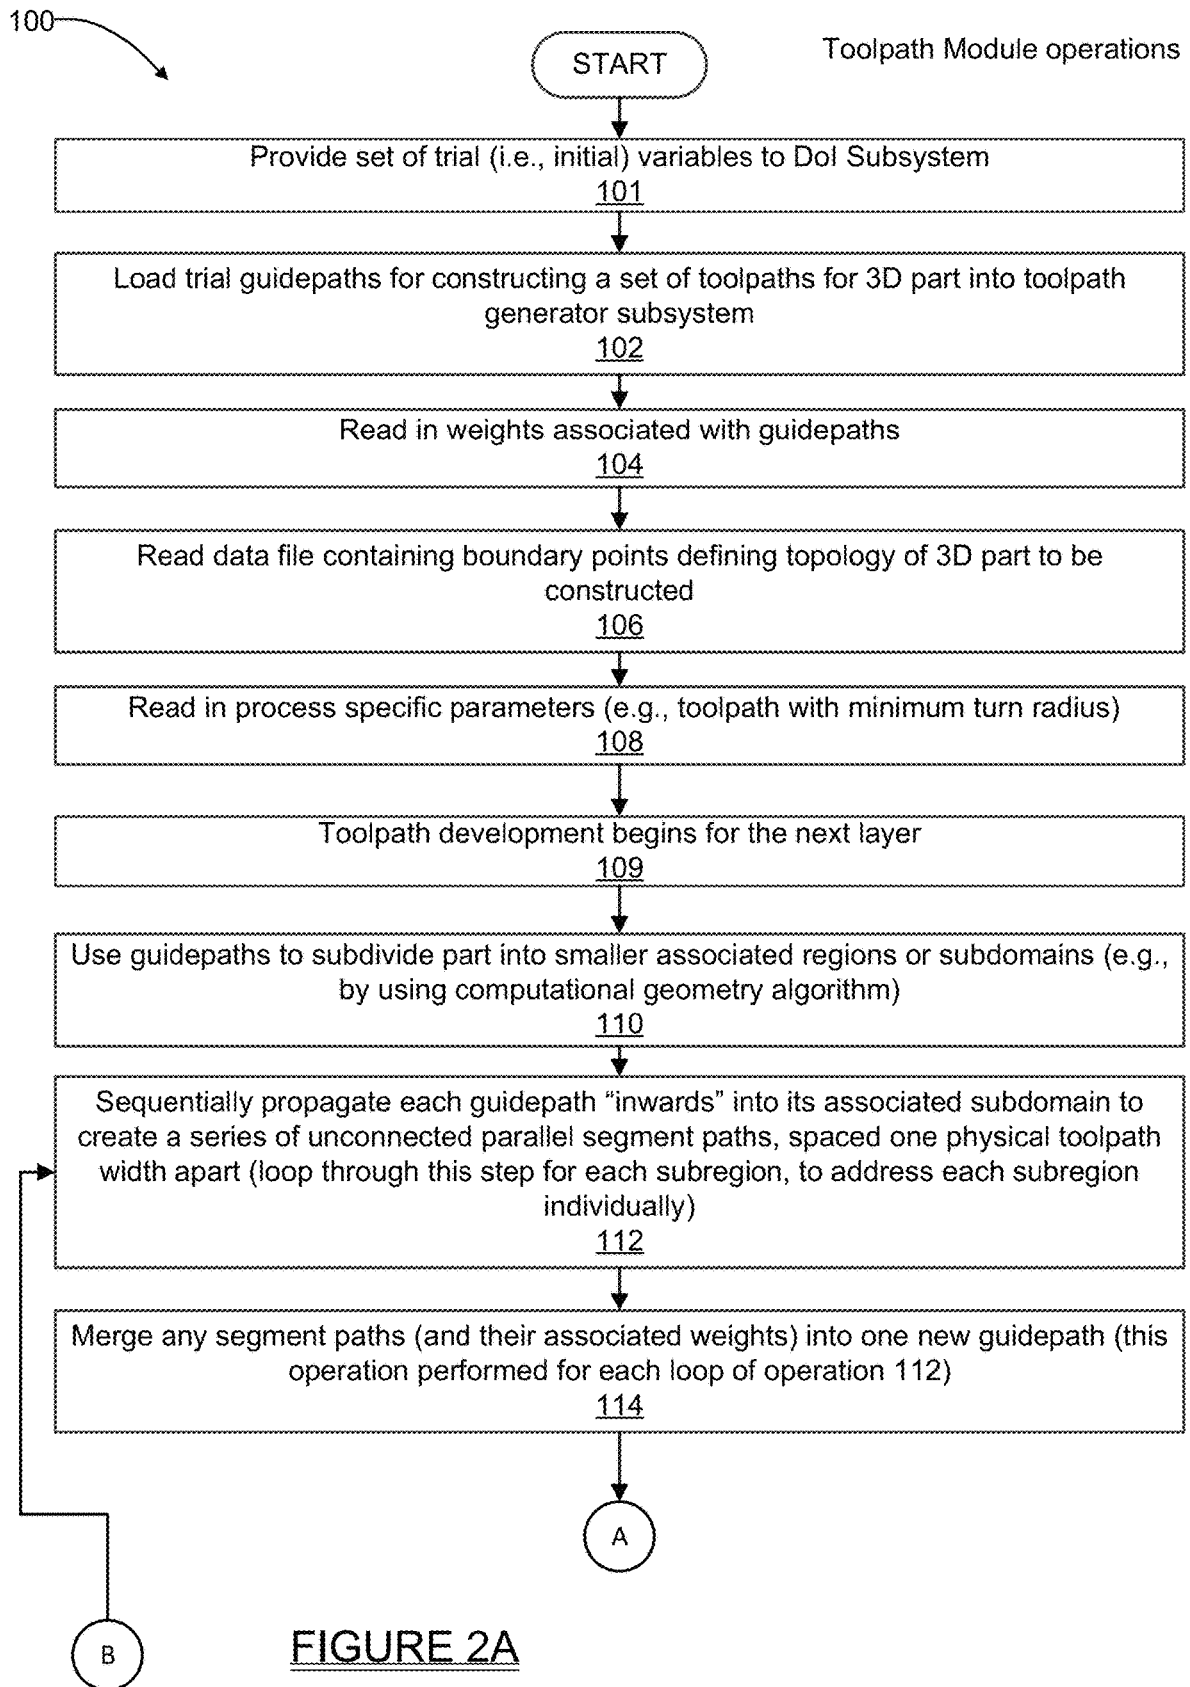 100
Toolpath Module operations
START
Provide set of trial (i.e., initial) variables to DoI Subsystem
101
Load trial guidepaths for constructing a set of toolpaths for 3D part into toolpath
generator subsystem
102
Read in weights associated with guidepaths
104
Read data file containing boundary points defining topology of 3D part to be
constructed
106
Read in process specific parameters (e.g., toolpath with minimum turn radius)
108
Toolpath development begins for the next layer
109
Use guidepaths to subdivide part into smaller associated regions or subdomains (e.g.,
by using computational geometry algorithm)
110
Sequentially propagate each guidepath “inwards” into its associated subdomain to
create a series of unconnected parallel segment paths, spaced one physical toolpath
width apart (loop through this step for each subregion, to address each subregion
individually)
112
Merge any segment paths (and their associated weights) into one new guidepath (this
operation performed for each loop of operation 112)
114
A
B
FIGURE 2A